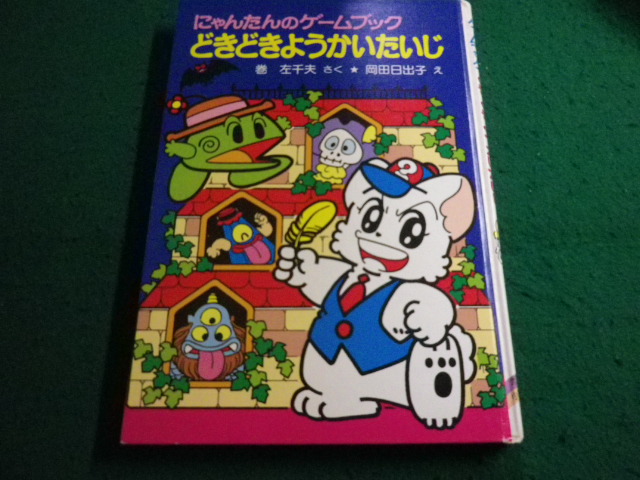 にゃんたんのゲームブック
どきどきようかいたいじ
巻 左千夫 さく ★ 岡田日出子 え